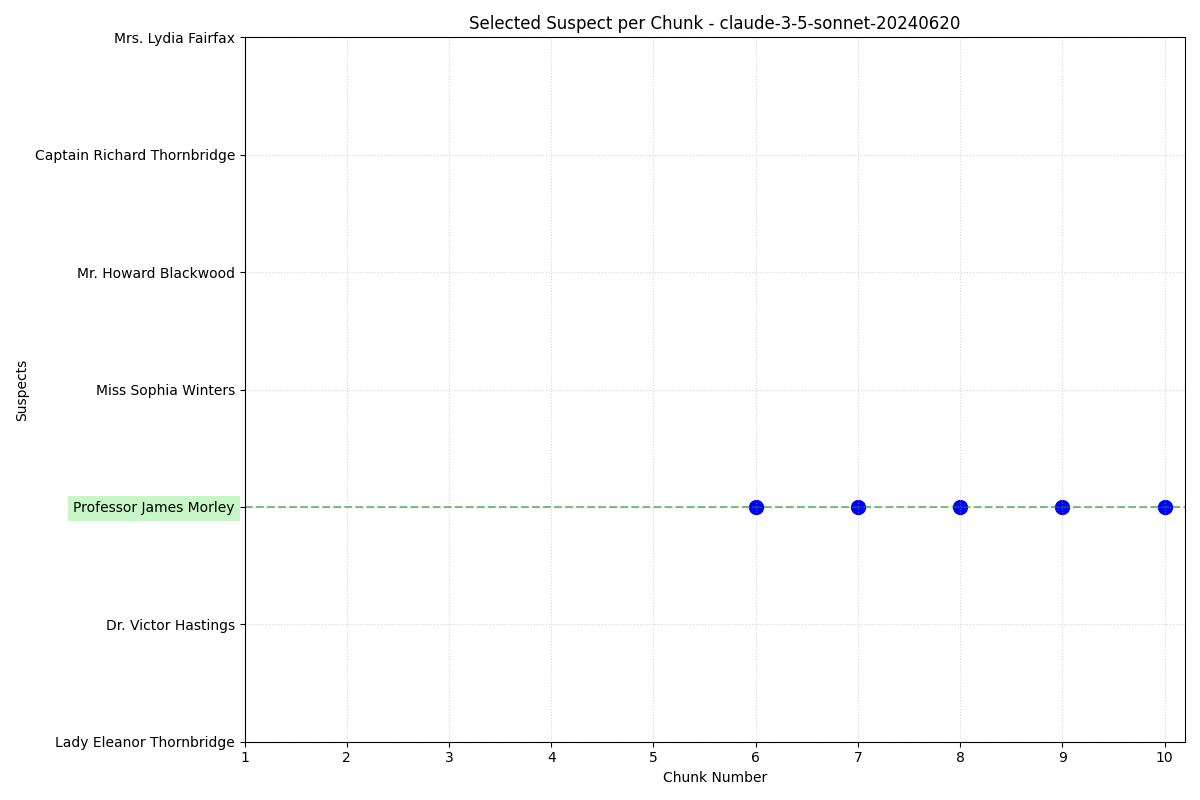 Selected Suspect per Chunk - claude-3-5-sonnet-20240620
Mrs. Lydia Fairfax
Captain Richard Thornbridge
Mr. Howard Blackwood
Suspects
Miss Sophia Winters
Professor James Morley
Dr. Victor Hastings
Lady Eleanor Thornbridge
1 2 3 4 5 6 7 8 9 10
Chunk Number